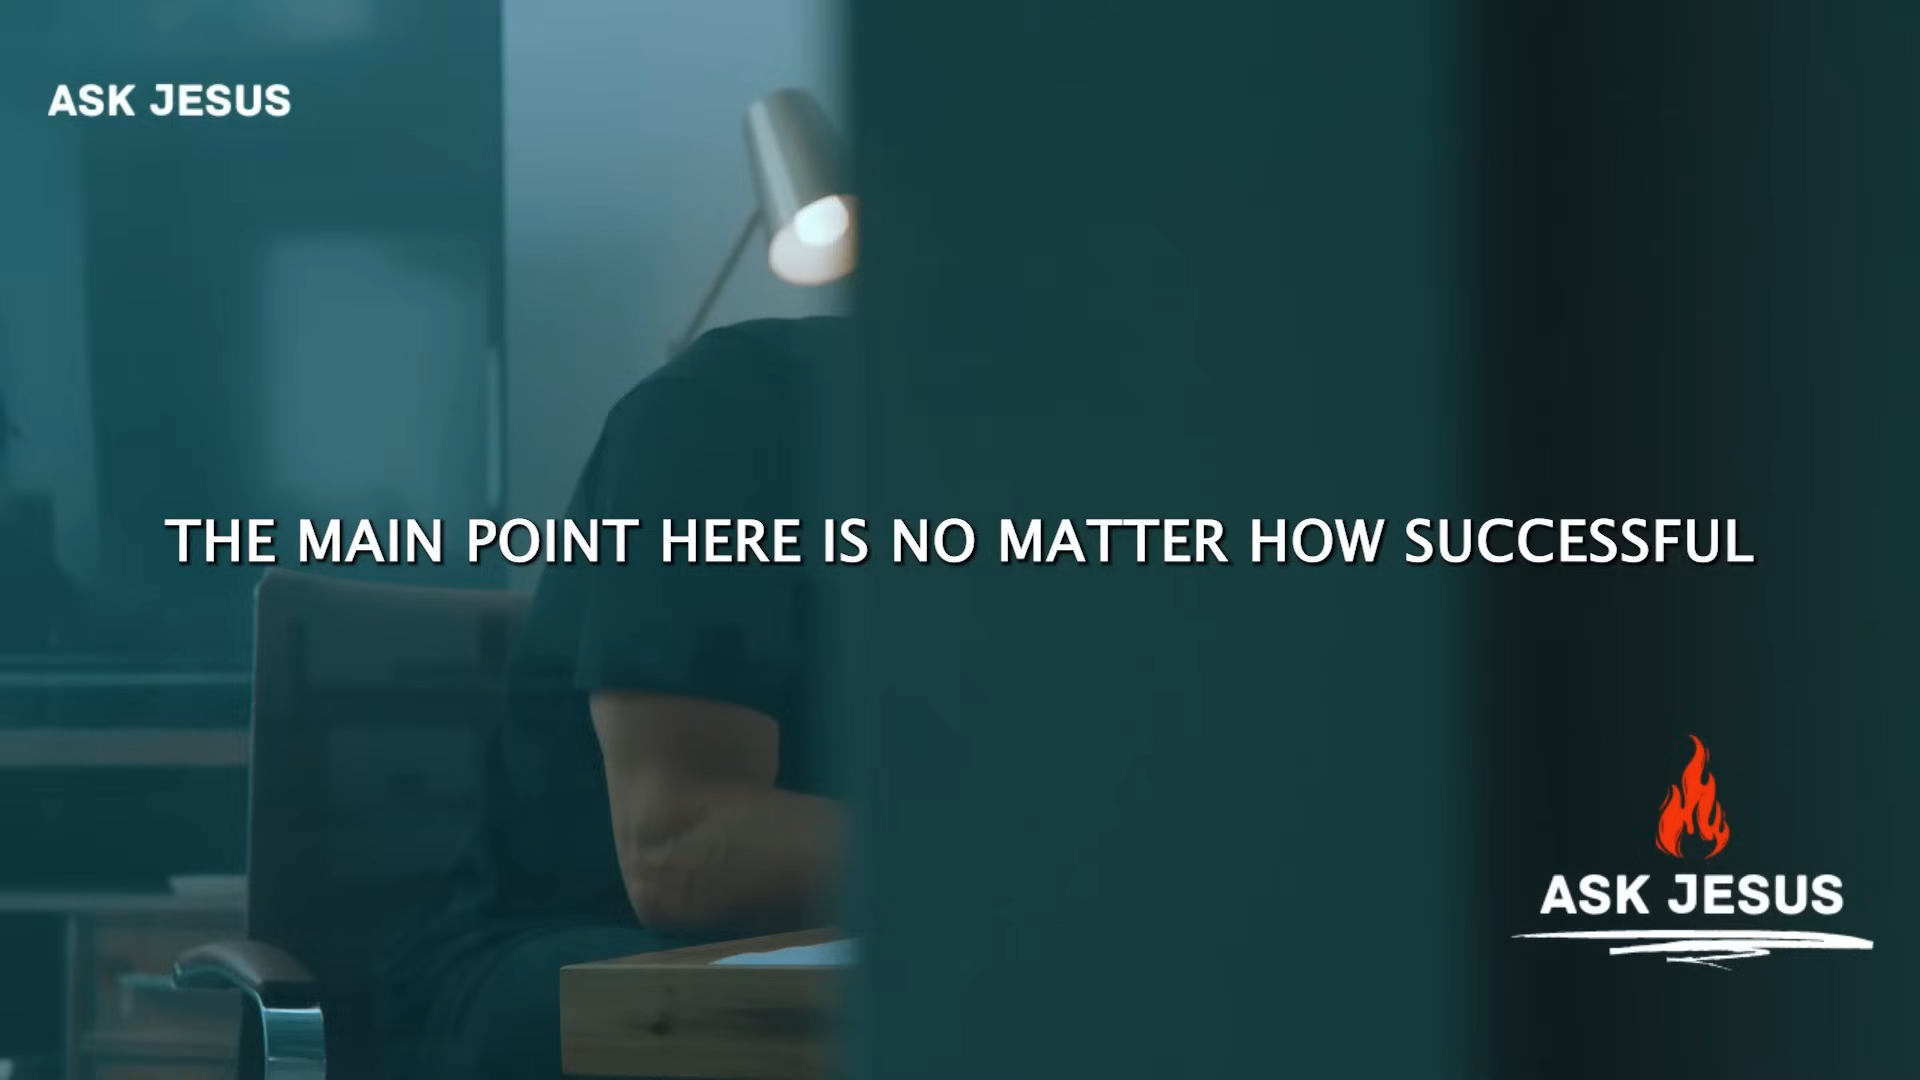 ASK JESUS
THE MAIN POINT HERE IS NO MATTER HOW SUCCESSFUL
ASK JESUS